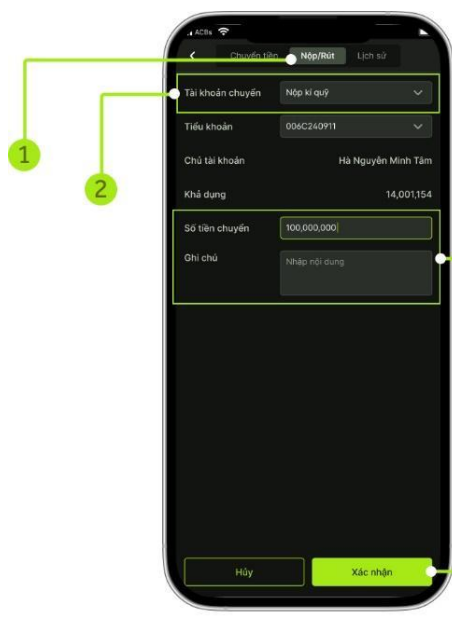 ACBs
Chuyển tiền Nộp/Rút Lịch sử
Tài khoản chuyển Nộp kí quỹ
Tiểu khoản 006C240911
Chủ tài khoản Hà Nguyên Minh Tâm
Khả dụng 14,001,154
Số tiền chuyển 100,000,000
Ghi chú Nhập nội dung
Hủy Xác nhận
1
2